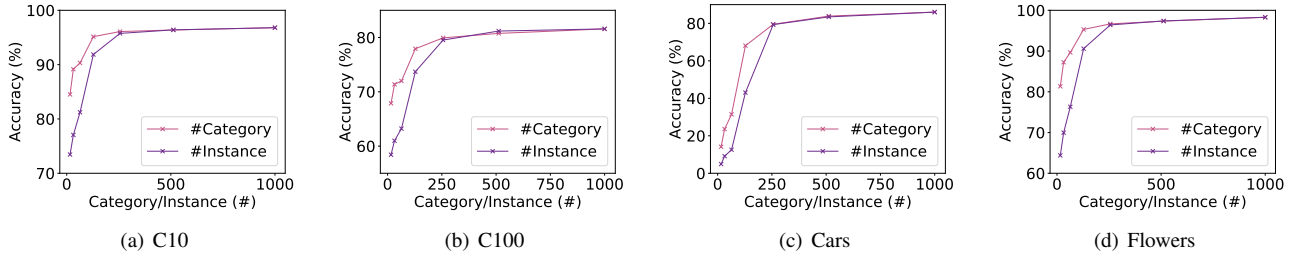 100
90
80
70
Accuracy (%)
#Category
#Instance
0 500 1000
Category/Instance (#)
(a) C10
80
70
60
Accuracy (%)
#Category
#Instance
0 250 500 750 1000
Category/Instance (#)
(b) C100
80
60
40
20
0
Accuracy (%)
#Category
#Instance
0 250 500 750 1000
Category/Instance (#)
(c) Cars
100
90
80
70
60
Accuracy (%)
#Category
#Instance
0 500 1000
Category/Instance (#)
(d) Flowers